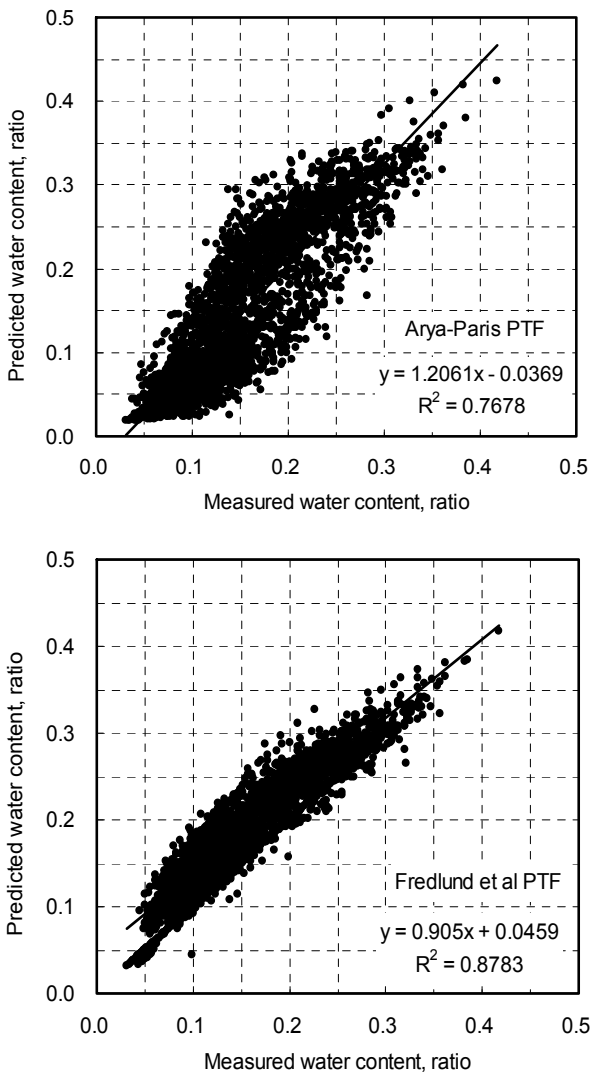 0.5
0.4
0.3
0.2
0.1
0.0
Predicted water content, ratio
Arya-Paris PTF
y = 1.2061x - 0.0369
R² = 0.7678
0.0 0.1 0.2 0.3 0.4 0.5
Measured water content, ratio
0.5
0.4
0.3
0.2
0.1
0.0
Predicted water content, ratio
Fredlund et al PTF
y = 0.905x + 0.0459
R² = 0.8783
0.0 0.1 0.2 0.3 0.4 0.5
Measured water content, ratio